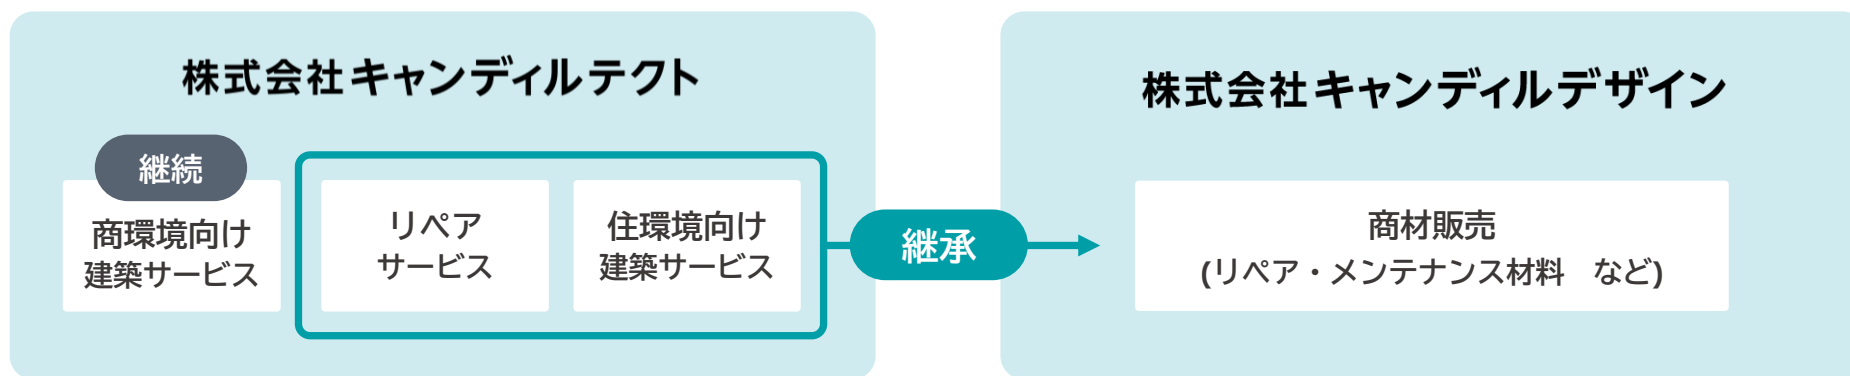 株式会社キャンディルテクト
継続
商環境向け
建築サービス
リペア
サービス
住環境向け
建築サービス
継承
株式会社キャンディルデザイン
商材販売
(リペア・メンテナンス材料　など)